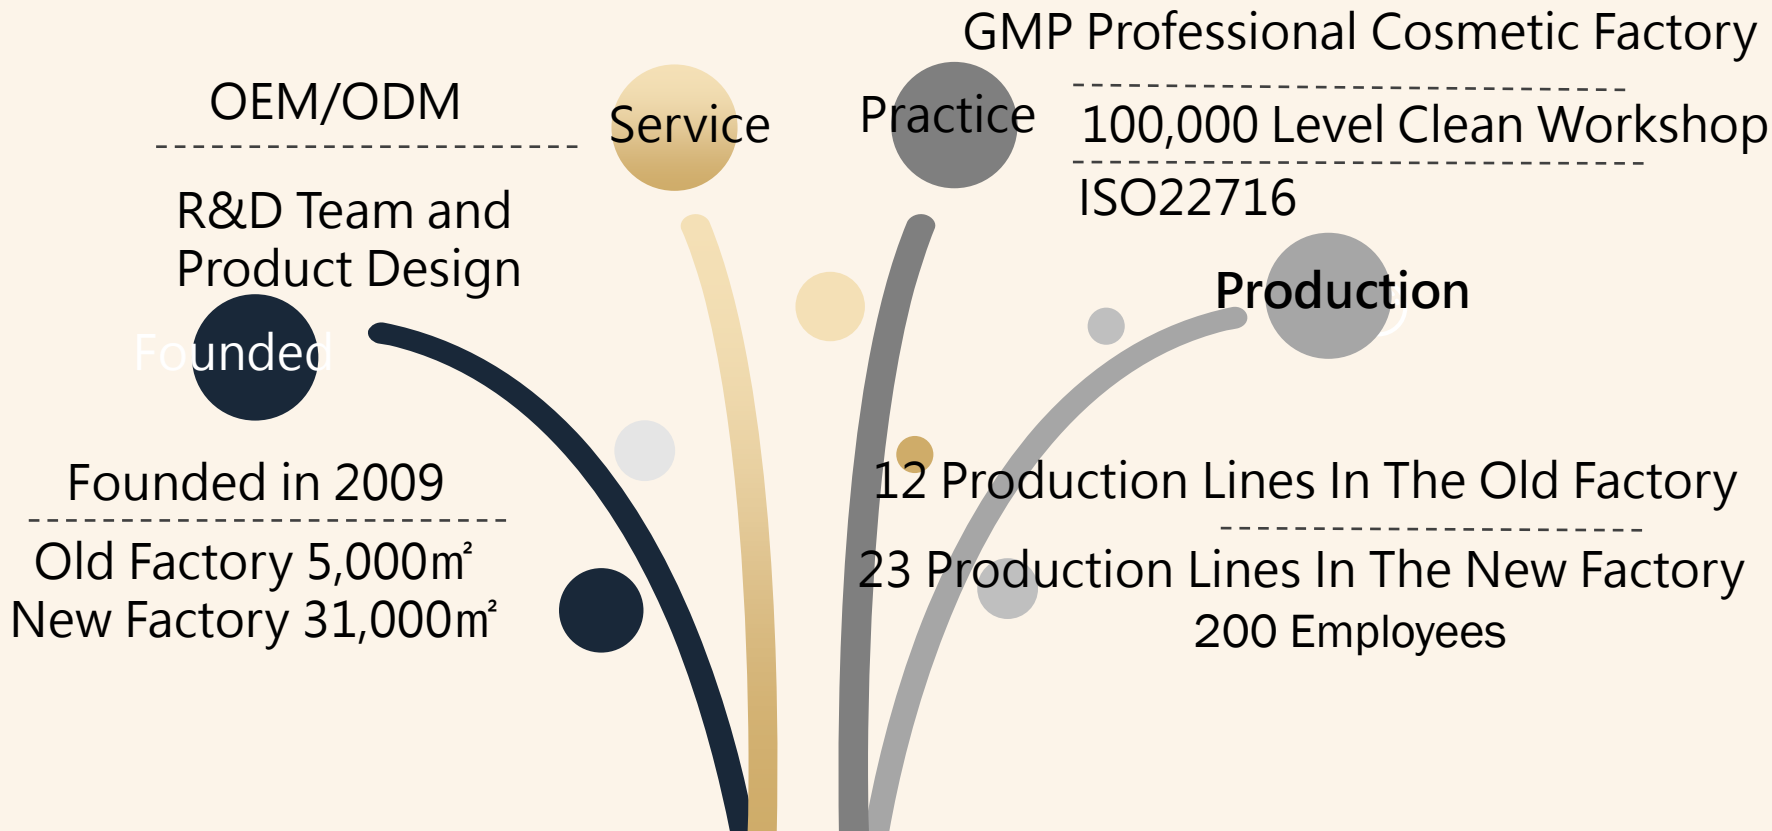 GMP Professional Cosmetic Factory
OEM/ODM
Service
Practice
100,000 Level Clean Workshop
R&D Team and
Product Design
ISO22716
Production
Founded
Founded in 2009
Old Factory 5,000㎡
New Factory 31,000㎡
12 Production Lines In The Old Factory
23 Production Lines In The New Factory
200 Employees